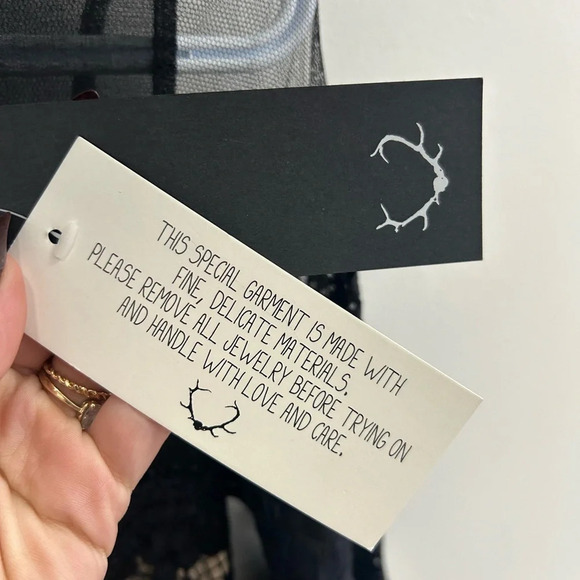 THIS SPECIAL GARMENT IS MADE WITH
FINE, DELICATE MATERIALS.
PLEASE REMOVE ALL JEWELRY BEFORE TRYING ON
AND HANDLE WITH LOVE AND CARE.